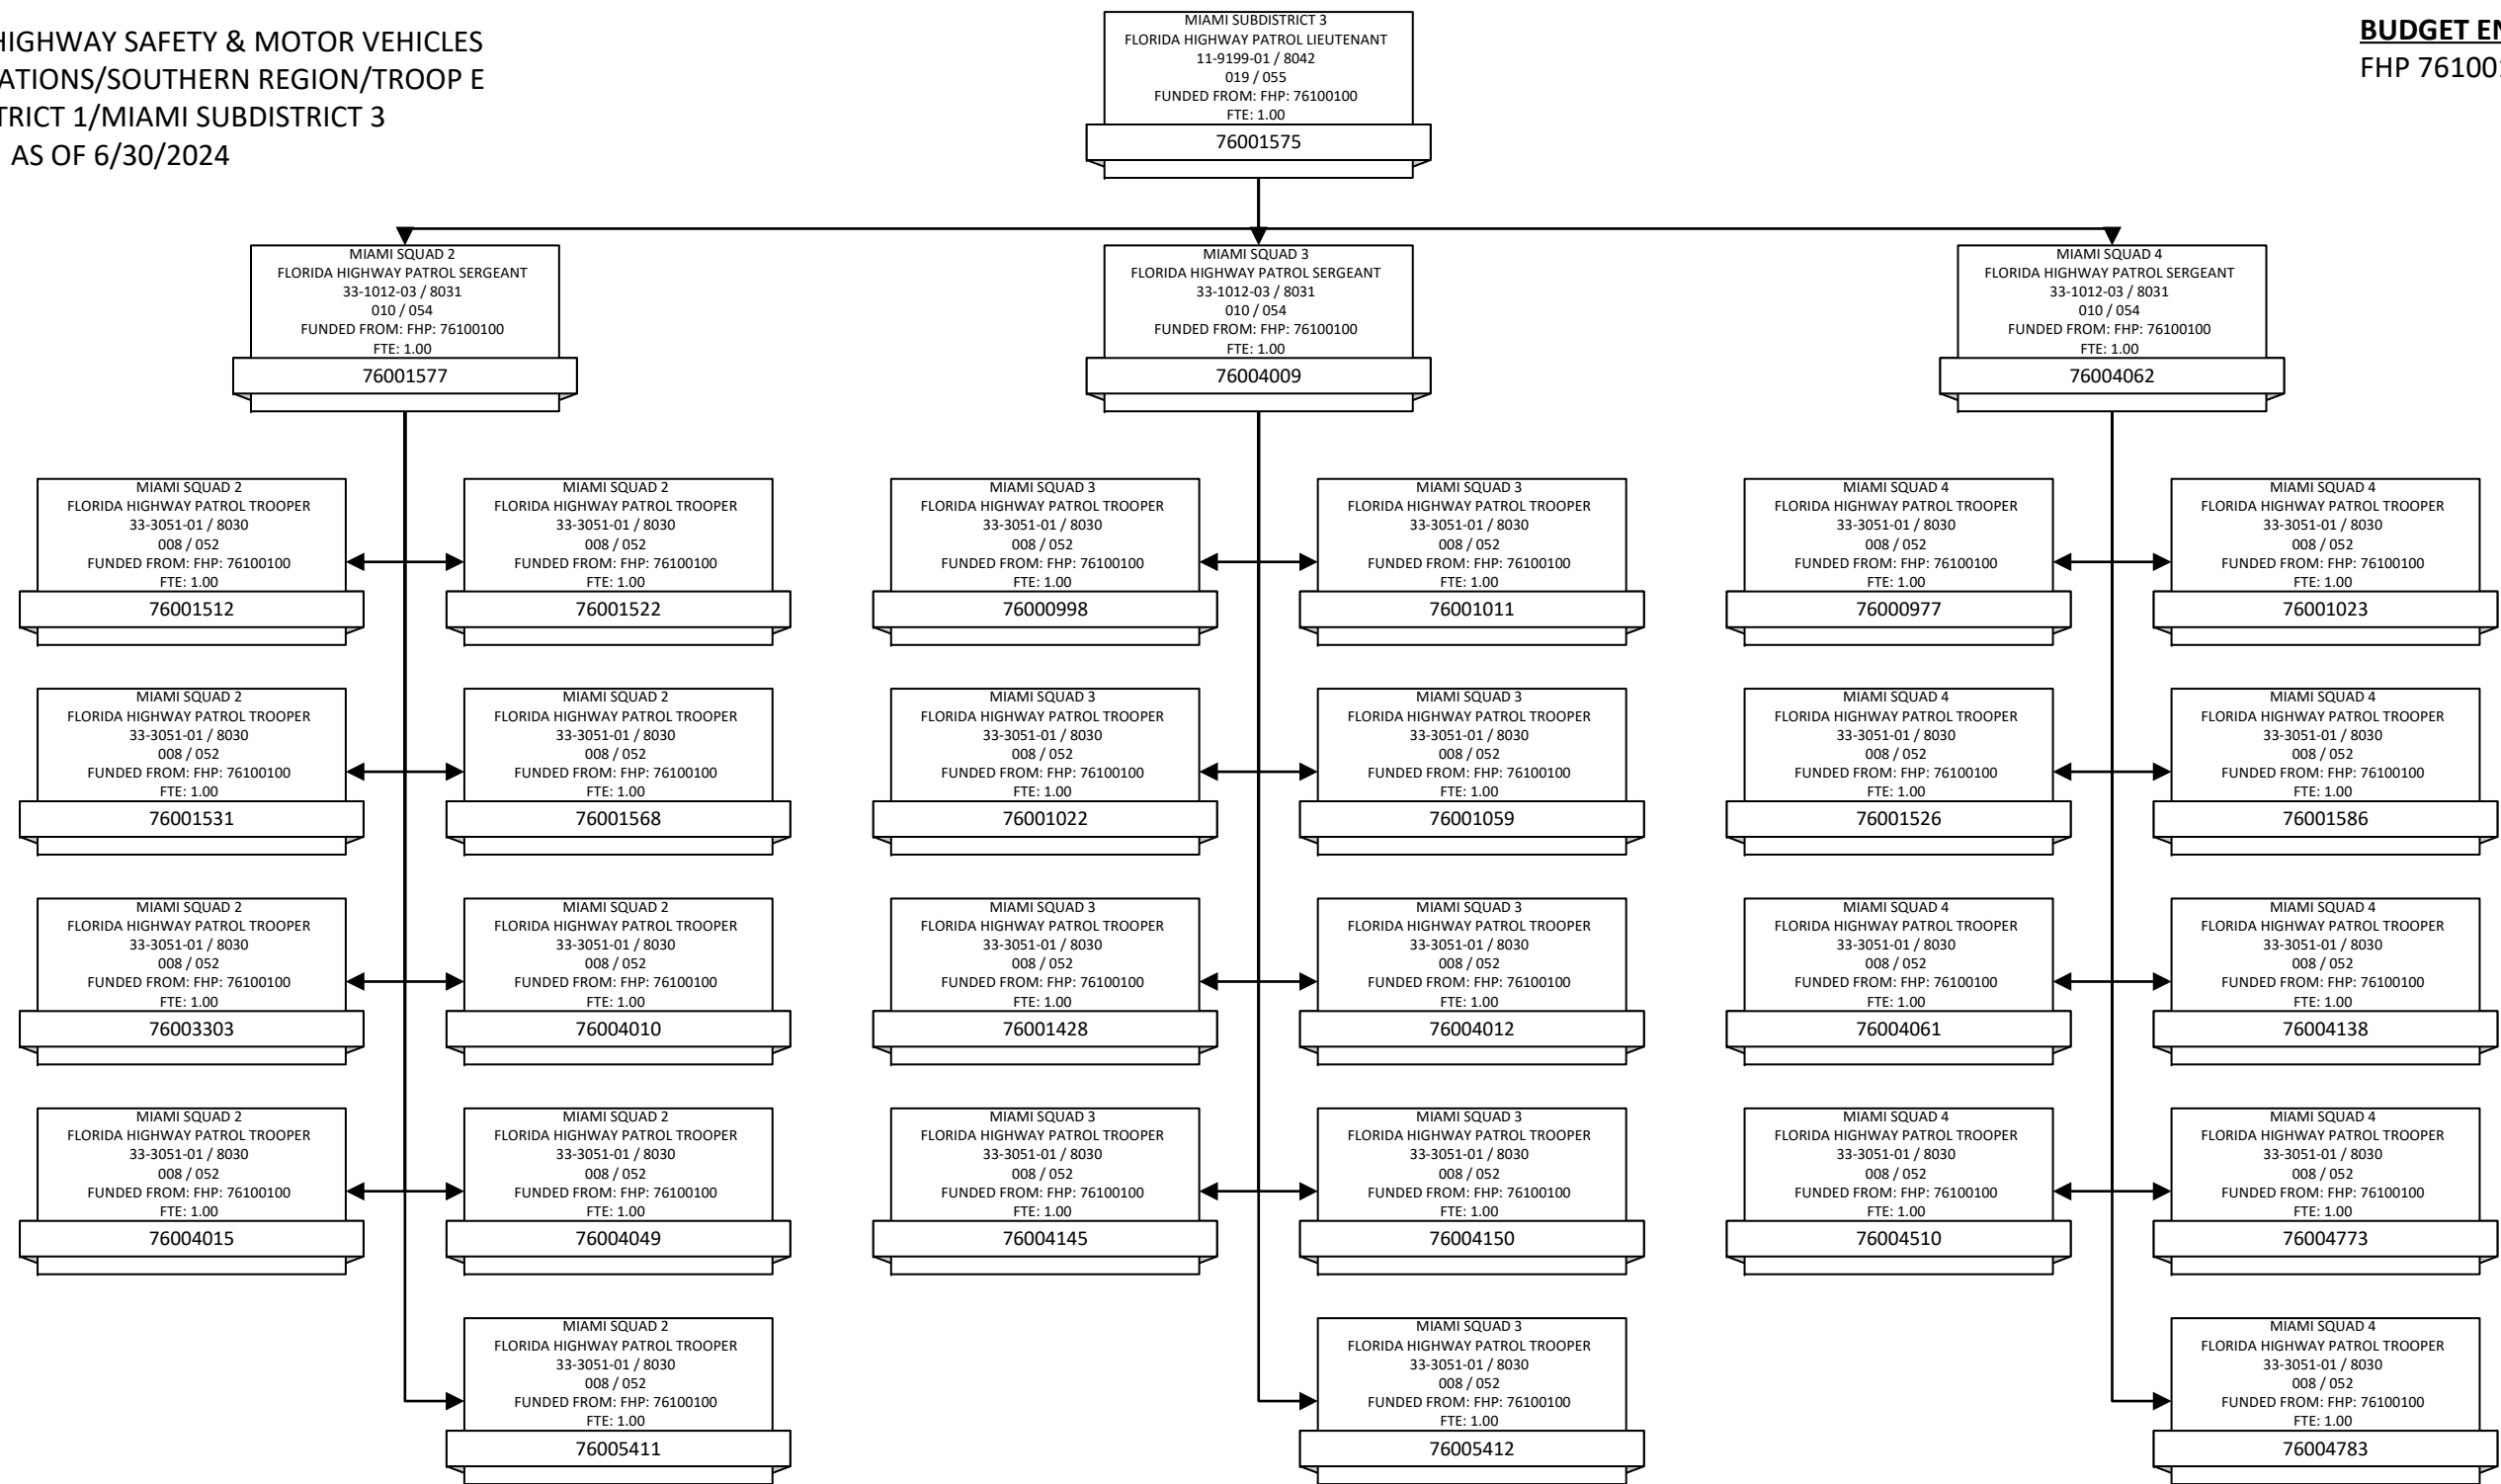 HIGHWAY SAFETY & MOTOR VEHICLES
ATIONS/SOUTHERN REGION/TROOP E
TRICT 1/MIAMI SUBDISTRICT 3
AS OF 6/30/2024
MIAMI SUBDISTRICT 3
FLORIDA HIGHWAY PATROL LIEUTENANT
11-9199-01 / 8042
019 / 055
FUNDED FROM: FHP: 76100100
FTE: 1.00
76001575
BUDGET EN
FHP 761001
MIAMI SQUAD 2
FLORIDA HIGHWAY PATROL SERGEANT
33-1012-03 / 8031
010 / 054
FUNDED FROM: FHP: 76100100
FTE: 1.00
76001577
MIAMI SQUAD 3
FLORIDA HIGHWAY PATROL SERGEANT
33-1012-03 / 8031
010 / 054
FUNDED FROM: FHP: 76100100
FTE: 1.00
76004009
MIAMI SQUAD 4
FLORIDA HIGHWAY PATROL SERGEANT
33-1012-03 / 8031
010 / 054
FUNDED FROM: FHP: 76100100
FTE: 1.00
76004062
MIAMI SQUAD 2
FLORIDA HIGHWAY PATROL TROOPER
33-3051-01 / 8030
008 / 052
FUNDED FROM: FHP: 76100100
FTE: 1.00
76001512
MIAMI SQUAD 2
FLORIDA HIGHWAY PATROL TROOPER
33-3051-01 / 8030
008 / 052
FUNDED FROM: FHP: 76100100
FTE: 1.00
76001522
MIAMI SQUAD 3
FLORIDA HIGHWAY PATROL TROOPER
33-3051-01 / 8030
008 / 052
FUNDED FROM: FHP: 76100100
FTE: 1.00
76000998
MIAMI SQUAD 3
FLORIDA HIGHWAY PATROL TROOPER
33-3051-01 / 8030
008 / 052
FUNDED FROM: FHP: 76100100
FTE: 1.00
76001011
MIAMI SQUAD 4
FLORIDA HIGHWAY PATROL TROOPER
33-3051-01 / 8030
008 / 052
FUNDED FROM: FHP: 76100100
FTE: 1.00
76000977
MIAMI SQUAD 4
FLORIDA HIGHWAY PATROL TROOPER
33-3051-01 / 8030
008 / 052
FUNDED FROM: FHP: 76100100
FTE: 1.00
76001023
MIAMI SQUAD 2
FLORIDA HIGHWAY PATROL TROOPER
33-3051-01 / 8030
008 / 052
FUNDED FROM: FHP: 76100100
FTE: 1.00
76001531
MIAMI SQUAD 2
FLORIDA HIGHWAY PATROL TROOPER
33-3051-01 / 8030
008 / 052
FUNDED FROM: FHP: 76100100
FTE: 1.00
76001568
MIAMI SQUAD 3
FLORIDA HIGHWAY PATROL TROOPER
33-3051-01 / 8030
008 / 052
FUNDED FROM: FHP: 76100100
FTE: 1.00
76001022
MIAMI SQUAD 3
FLORIDA HIGHWAY PATROL TROOPER
33-3051-01 / 8030
008 / 052
FUNDED FROM: FHP: 76100100
FTE: 1.00
76001059
MIAMI SQUAD 4
FLORIDA HIGHWAY PATROL TROOPER
33-3051-01 / 8030
008 / 052
FUNDED FROM: FHP: 76100100
FTE: 1.00
76001526
MIAMI SQUAD 4
FLORIDA HIGHWAY PATROL TROOPER
33-3051-01 / 8030
008 / 052
FUNDED FROM: FHP: 76100100
FTE: 1.00
76001586
MIAMI SQUAD 2
FLORIDA HIGHWAY PATROL TROOPER
33-3051-01 / 8030
008 / 052
FUNDED FROM: FHP: 76100100
FTE: 1.00
76003303
MIAMI SQUAD 2
FLORIDA HIGHWAY PATROL TROOPER
33-3051-01 / 8030
008 / 052
FUNDED FROM: FHP: 76100100
FTE: 1.00
76004010
MIAMI SQUAD 3
FLORIDA HIGHWAY PATROL TROOPER
33-3051-01 / 8030
008 / 052
FUNDED FROM: FHP: 76100100
FTE: 1.00
76001428
MIAMI SQUAD 3
FLORIDA HIGHWAY PATROL TROOPER
33-3051-01 / 8030
008 / 052
FUNDED FROM: FHP: 76100100
FTE: 1.00
76004012
MIAMI SQUAD 4
FLORIDA HIGHWAY PATROL TROOPER
33-3051-01 / 8030
008 / 052
FUNDED FROM: FHP: 76100100
FTE: 1.00
76004061
MIAMI SQUAD 4
FLORIDA HIGHWAY PATROL TROOPER
33-3051-01 / 8030
008 / 052
FUNDED FROM: FHP: 76100100
FTE: 1.00
76004138
MIAMI SQUAD 2
FLORIDA HIGHWAY PATROL TROOPER
33-3051-01 / 8030
008 / 052
FUNDED FROM: FHP: 76100100
FTE: 1.00
76004015
MIAMI SQUAD 2
FLORIDA HIGHWAY PATROL TROOPER
33-3051-01 / 8030
008 / 052
FUNDED FROM: FHP: 76100100
FTE: 1.00
76004049
MIAMI SQUAD 3
FLORIDA HIGHWAY PATROL TROOPER
33-3051-01 / 8030
008 / 052
FUNDED FROM: FHP: 76100100
FTE: 1.00
76004145
MIAMI SQUAD 3
FLORIDA HIGHWAY PATROL TROOPER
33-3051-01 / 8030
008 / 052
FUNDED FROM: FHP: 76100100
FTE: 1.00
76004150
MIAMI SQUAD 4
FLORIDA HIGHWAY PATROL TROOPER
33-3051-01 / 8030
008 / 052
FUNDED FROM: FHP: 76100100
FTE: 1.00
76004510
MIAMI SQUAD 4
FLORIDA HIGHWAY PATROL TROOPER
33-3051-01 / 8030
008 / 052
FUNDED FROM: FHP: 76100100
FTE: 1.00
76004773
MIAMI SQUAD 2
FLORIDA HIGHWAY PATROL TROOPER
33-3051-01 / 8030
008 / 052
FUNDED FROM: FHP: 76100100
FTE: 1.00
76005411
MIAMI SQUAD 3
FLORIDA HIGHWAY PATROL TROOPER
33-3051-01 / 8030
008 / 052
FUNDED FROM: FHP: 76100100
FTE: 1.00
76005412
MIAMI SQUAD 4
FLORIDA HIGHWAY PATROL TROOPER
33-3051-01 / 8030
008 / 052
FUNDED FROM: FHP: 76100100
FTE: 1.00
76004783